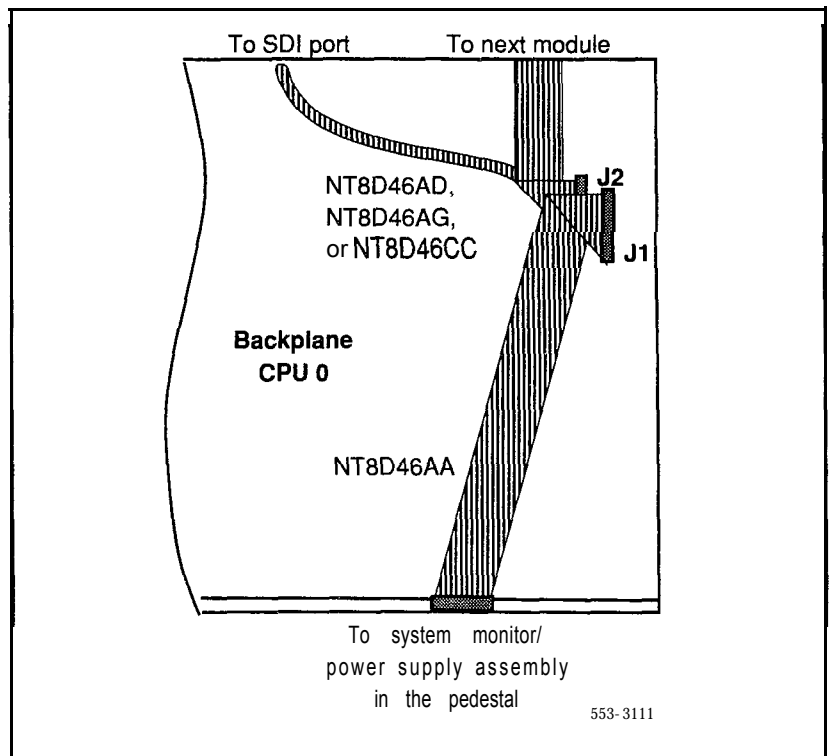 To SDI port To next module
J2
NT8D46AD,
NT8D46AG,
or NT8D46CC
J1
Backplane
CPU 0
NT8D46AA
To system monitor/
power supply assembly
in the pedestal
553-3111